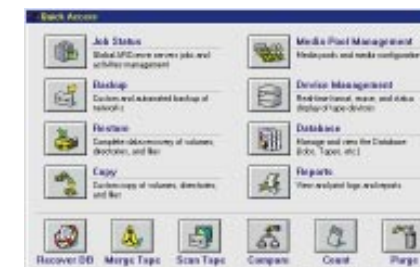 Quick Access
Job Status
Global ARCserve servers jobs and
activities management
Media Pool Management
Media pools and media configuration
Backup
Custom and automated backup of
networks
Device Management
Real-time format, erase, and status
display of tape devices
Restore
Complete data recovery of volumes,
directories, and files
Database
Manage and view the Database
(Jobs, Tapes, etc.)
Copy
Custom copy of volumes, directories,
and files
Reports
View and print logs and reports
Recover DB
Merge Tape
Scan Tape
Compare
Count
Purge